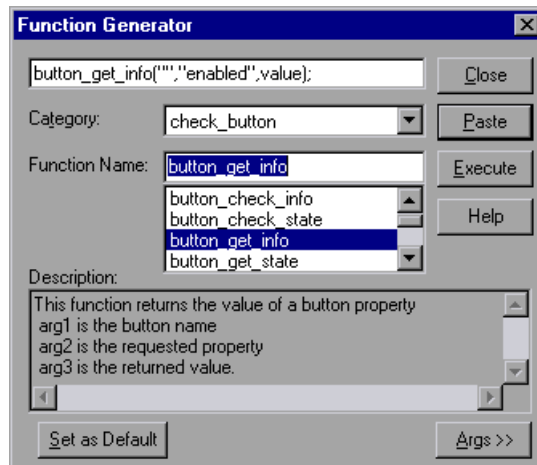 Function Generator
button_get_info("","enabled",value);
Close
Category:
check_button
Paste
Function Name:
button_get_info
Execute
button_check_info
button_check_state
button_get_info
button_get_state
Help
Description:
This function returns the value of a button property
arg1 is the button name
arg2 is the requested property
arg3 is the returned value.
Set as Default
Args >>